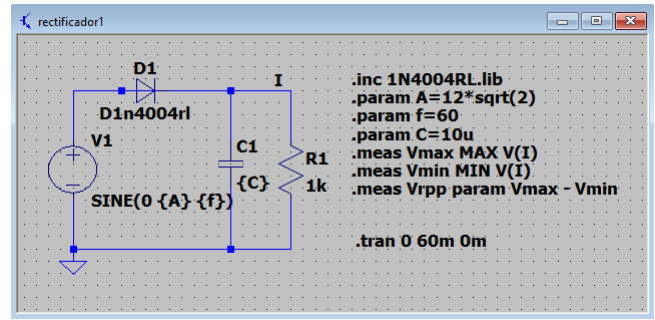 rectificador1
D1
D1n4004rl
I
V1
SINE(0 {A} {f})
C1
{C}
R1
1k
.inc 1N4004RL.lib
.param A=12*sqrt(2)
.param f=60
.param C=10u
.meas Vmax MAX V(I)
.meas Vmin MIN V(I)
.meas Vrpp param Vmax - Vmin
.tran 0 60m 0m